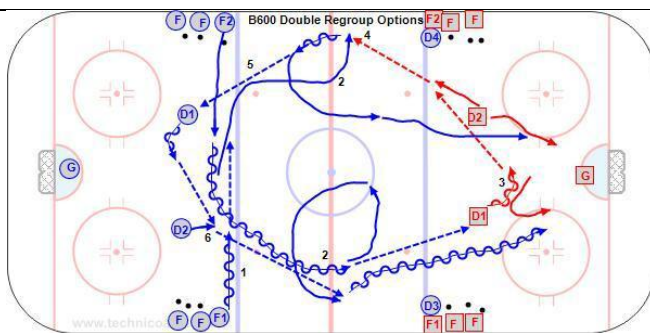 F F F2 B600 Double Regroup Options F2 F F
4 D4
5
2
D1 D2
G 3 G
D1
D2
6 2
1
www.technicoa
F F F1 D3
F1 F F